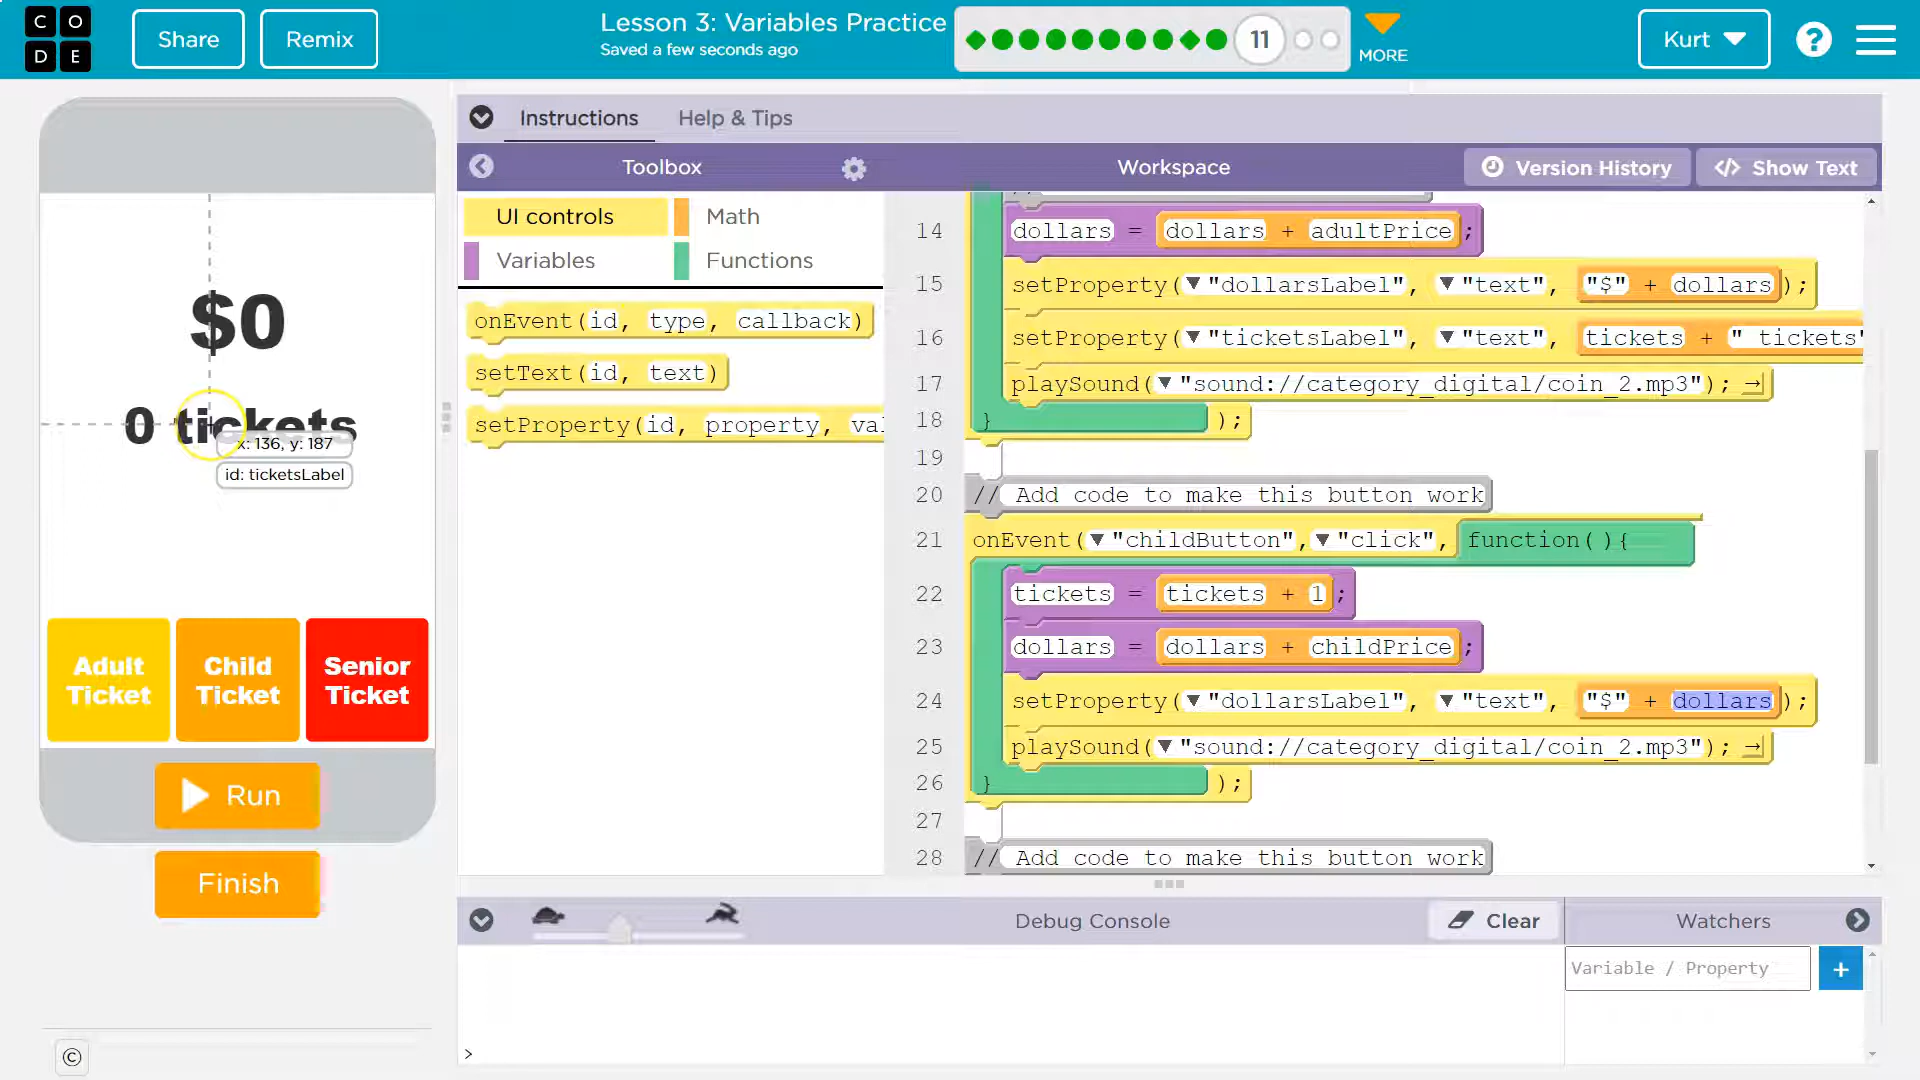 C O
D E
Share
Remix
Lesson 3: Variables Practice
Saved a few seconds ago
11
MORE
Kurt
?
Instructions
Help & Tips
Toolbox
Workspace
Version History
</> Show Text
UI controls
Math
Variables
Functions
onEvent(id, type, callback)
setText(id, text)
setProperty(id, property, val
14 dollars = dollars + adultPrice;
15 setProperty("dollarsLabel", "text", "$" + dollars);
16 setProperty("ticketsLabel", "text", tickets + " tickets"
17 playSound("sound://category_digital/coin_2.mp3");
18 } );
19
20 // Add code to make this button work
21 onEvent("childButton", "click", function( ){
22 tickets = tickets + 1;
23 dollars = dollars + childPrice;
24 setProperty("dollarsLabel", "text", "$" + dollars);
25 playSound("sound://category_digital/coin_2.mp3");
26 } );
27
28 // Add code to make this button work
$0
0 tickets
x: 136, y: 187
id: ticketsLabel
Adult Ticket
Child Ticket
Senior Ticket
Run
Finish
Debug Console
Clear
Watchers
Variable / Property
+
>
©